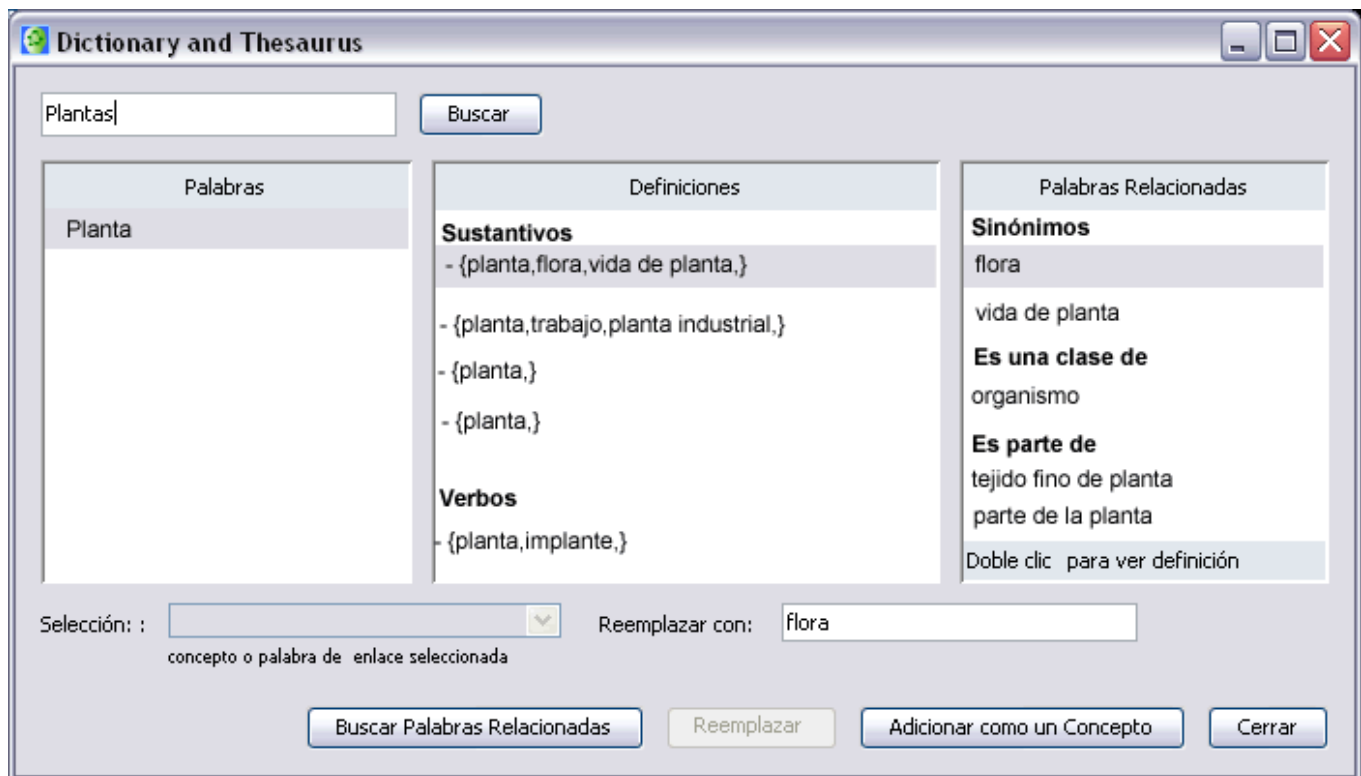 Dictionary and Thesaurus
Plantas
Buscar
Palabras
Planta
Definiciones
Sustantivos
- {planta,flora,vida de planta,}
- {planta,trabajo,planta industrial,}
- {planta,}
- {planta,}
Verbos
- {planta,implante,}
Palabras Relacionadas
Sinónimos
flora
vida de planta
Es una clase de
organismo
Es parte de
tejido fino de planta
parte de la planta
Doble clic para ver definición
Selección: :
concepto o palabra de enlace seleccionada
Reemplazar con: flora
Buscar Palabras Relacionadas
Reemplazar
Adicionar como un Concepto
Cerrar